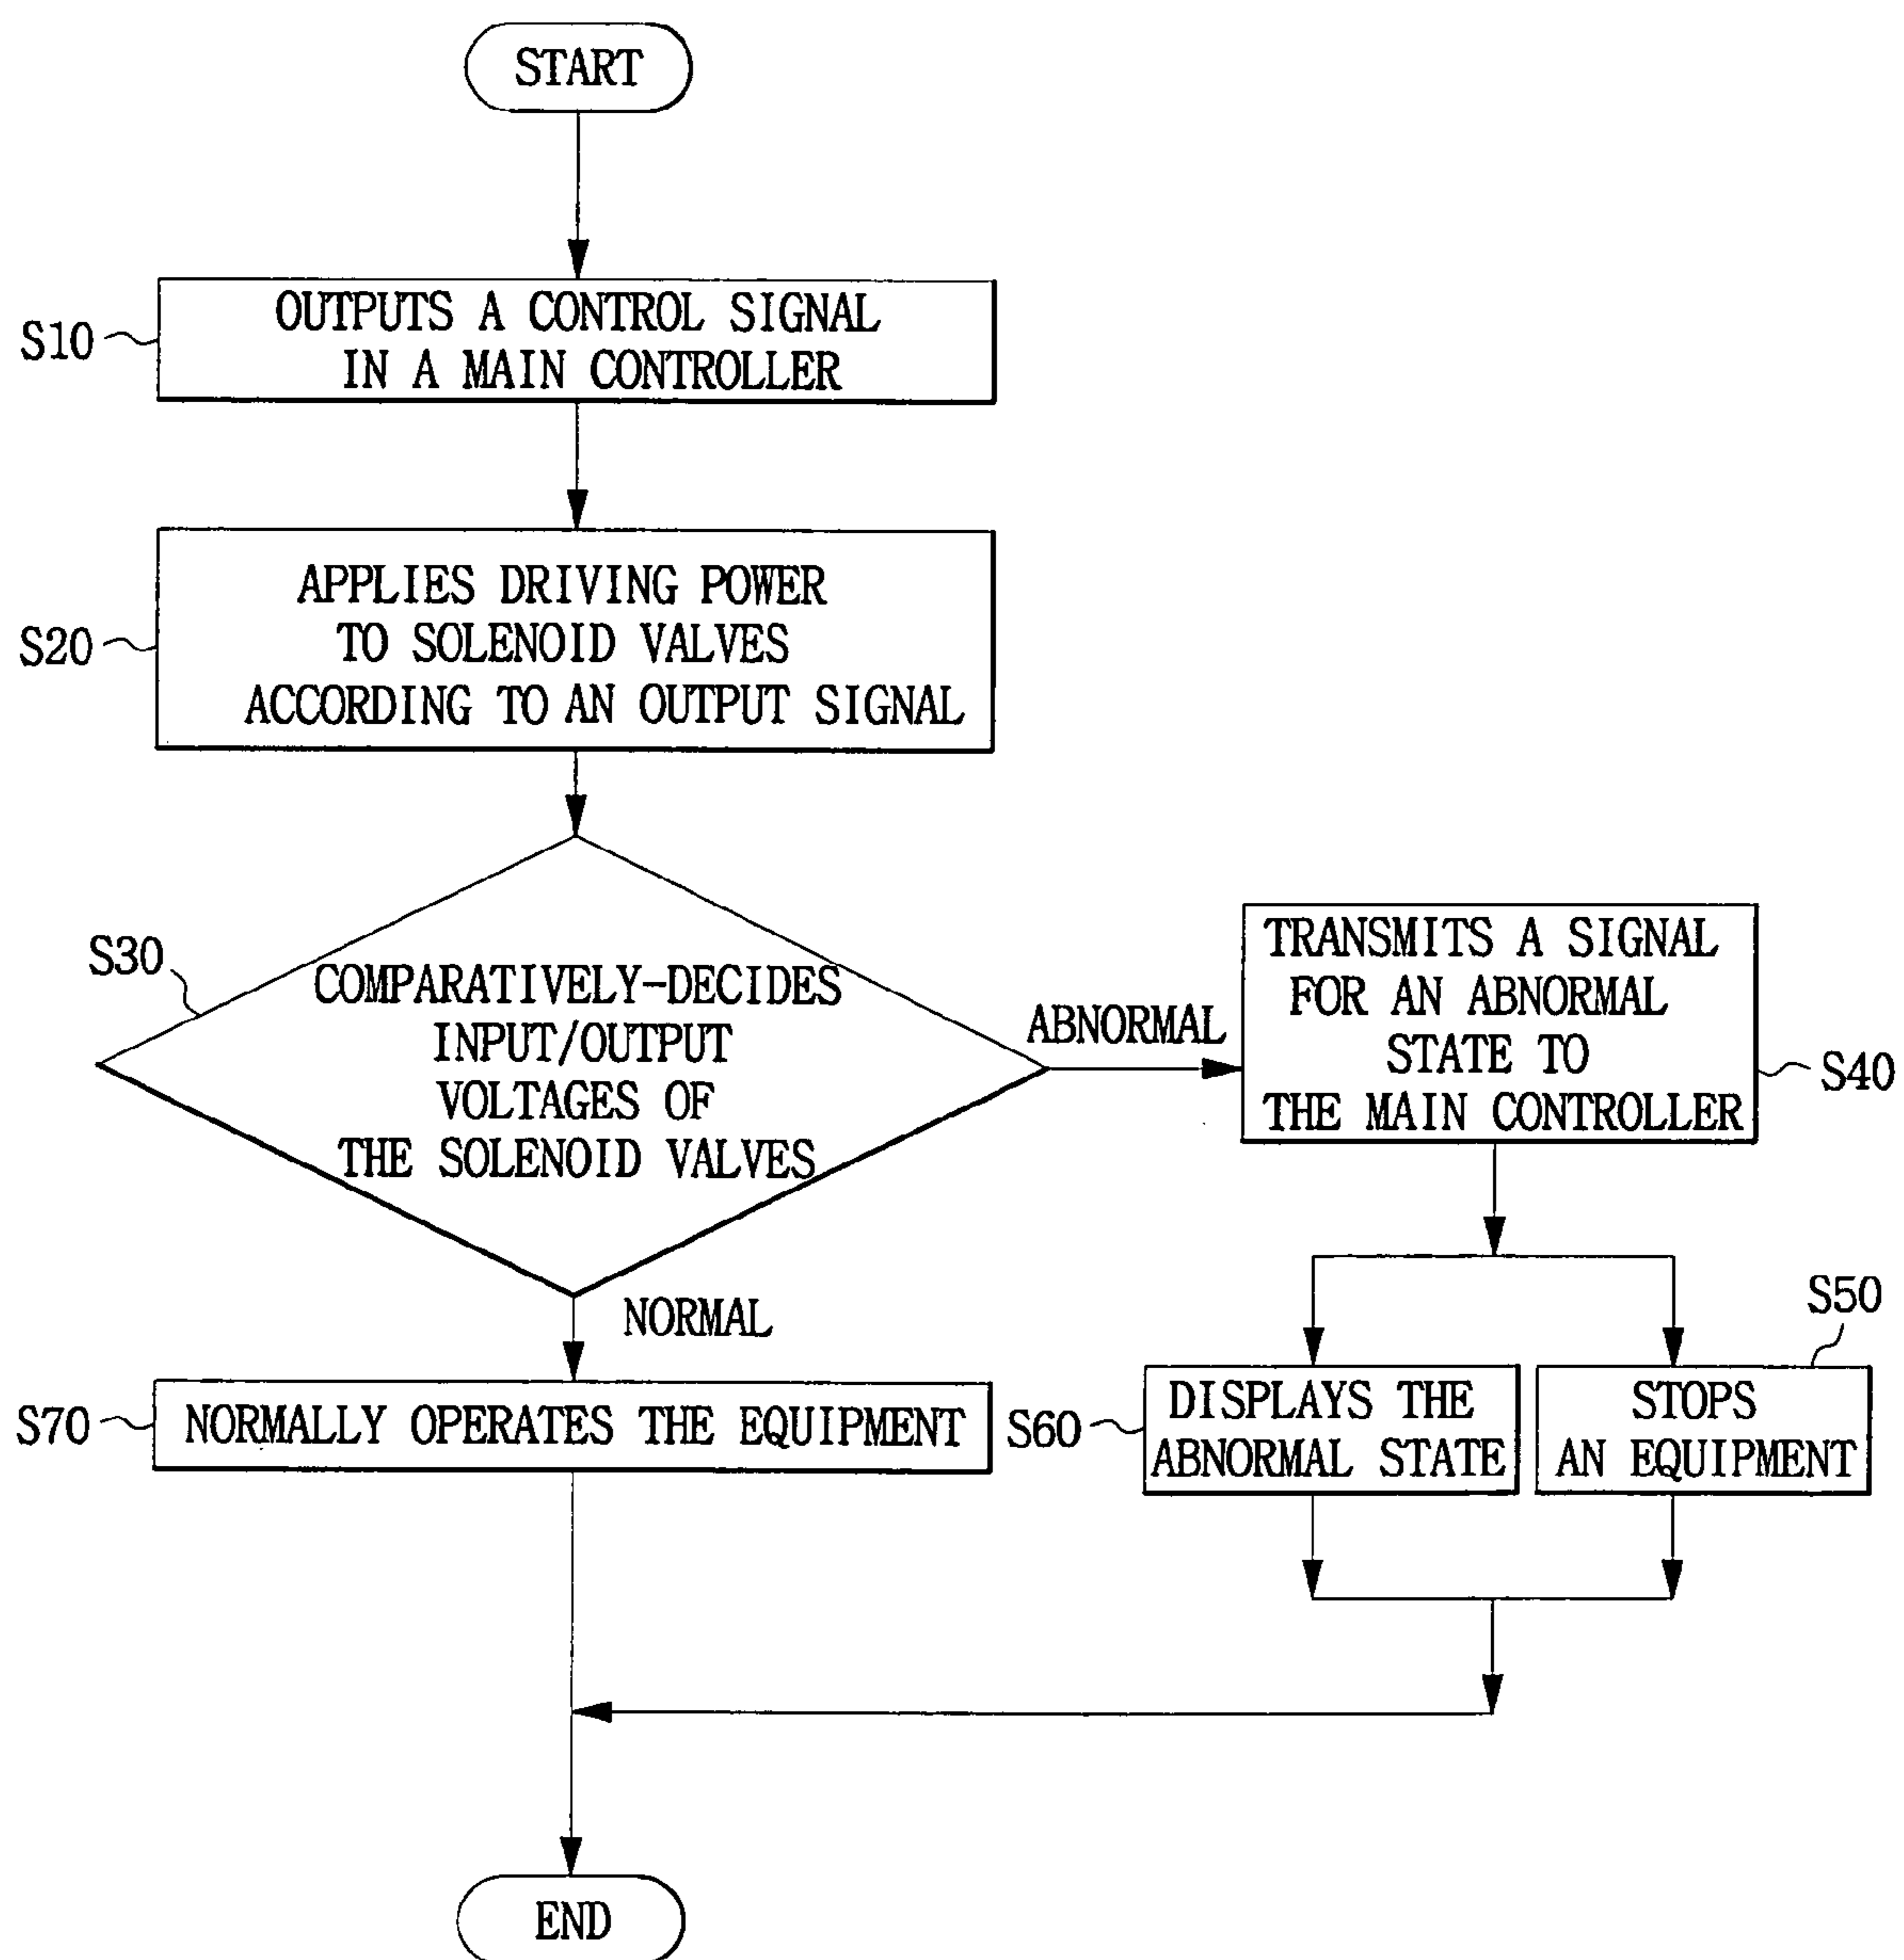 START
S10
OUTPUTS A CONTROL SIGNAL
IN A MAIN CONTROLLER
S20
APPLIES DRIVING POWER
TO SOLENOID VALVES
ACCORDING TO AN OUTPUT SIGNAL
S30
COMPARATIVELY-DECIDES
INPUT/OUTPUT
VOLTAGES OF
THE SOLENOID VALVES
ABNORMAL
TRANSMITS A SIGNAL
FOR AN ABNORMAL
STATE TO
THE MAIN CONTROLLER
S40
NORMAL
S50
S70
NORMALLY OPERATES THE EQUIPMENT
S60
DISPLAYS THE
ABNORMAL STATE
STOPS
AN EQUIPMENT
END